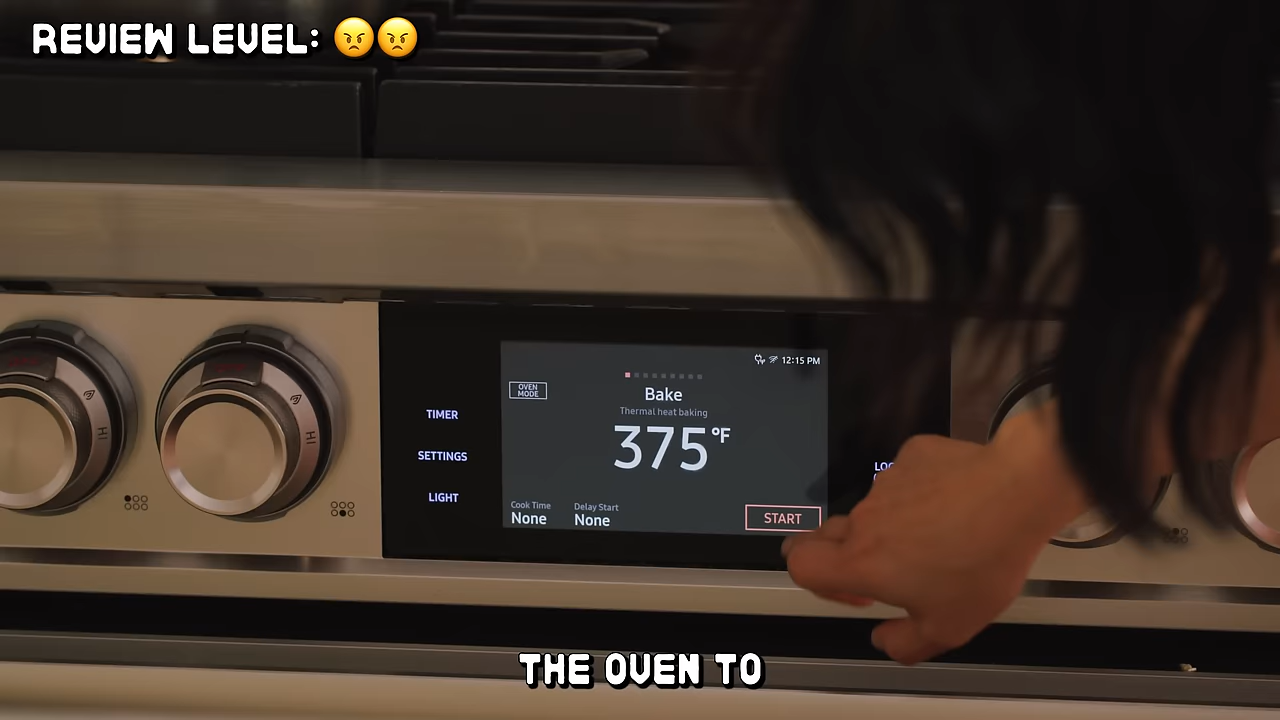 REVIEW LEVEL: 😠😠
12:15 PM
OVEN
MODE
Bake
Thermal heat baking
375°F
TIMER
SETTINGS
LIGHT
HI
HI
Cook Time
None
Delay Start
None
START
THE OVEN TO